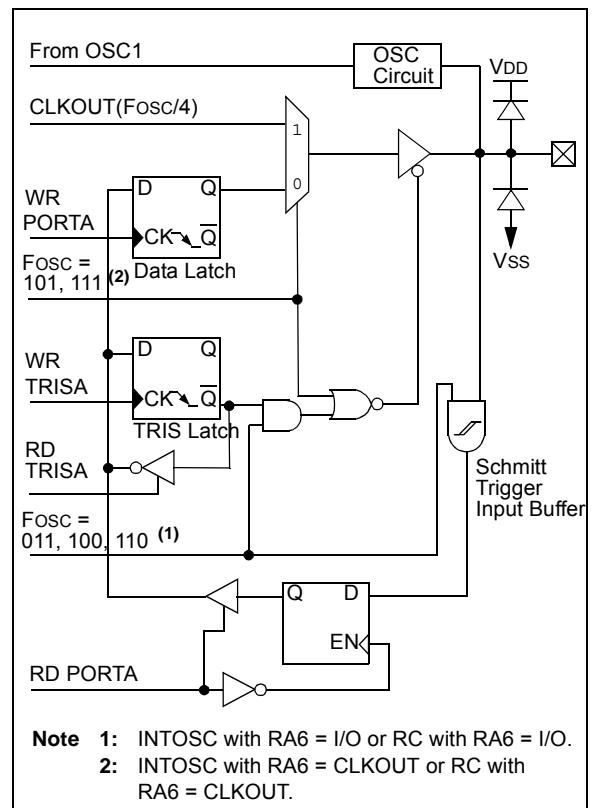 From OSC1
OSC
Circuit
VDD
CLKOUT(FOSC/4)
1
0
D Q
WR
PORTA
CK Q
FOSC =
101, 111 (2)
Data Latch
VSS
D Q
WR
TRISA
CK Q
TRIS Latch
RD
TRISA
Schmitt
Trigger
Input Buffer
FOSC =
011, 100, 110 (1)
Q D
EN
RD PORTA
Note 1: INTOSC with RA6 = I/O or RC with RA6 = I/O.
2: INTOSC with RA6 = CLKOUT or RC with
RA6 = CLKOUT.